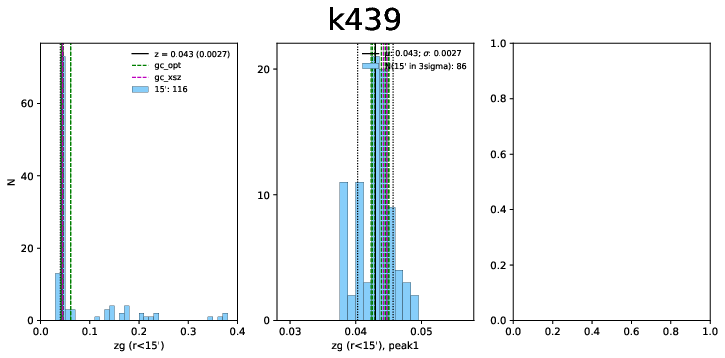 k439
z = 0.043 (0.0027)
gc_opt
gc_xsz
15': 116
N
60
40
20
0
0.0 0.1 0.2 0.3 0.4
zg (r<15')
0.043; σ: 0.0027
(15' in 3sigma): 86
20
10
0
0.03 0.04 0.05
zg (r<15'), peak1
1.0
0.8
0.6
0.4
0.2
0.0
0.0 0.2 0.4 0.6 0.8 1.0